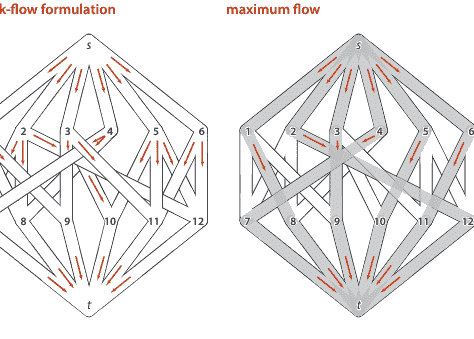 k-flow formulation
maximum flow
s s
2 3 4 5 6 1 2 3 4 5 6
8 9 10 11 12 7 8 9 10 11 12
t t